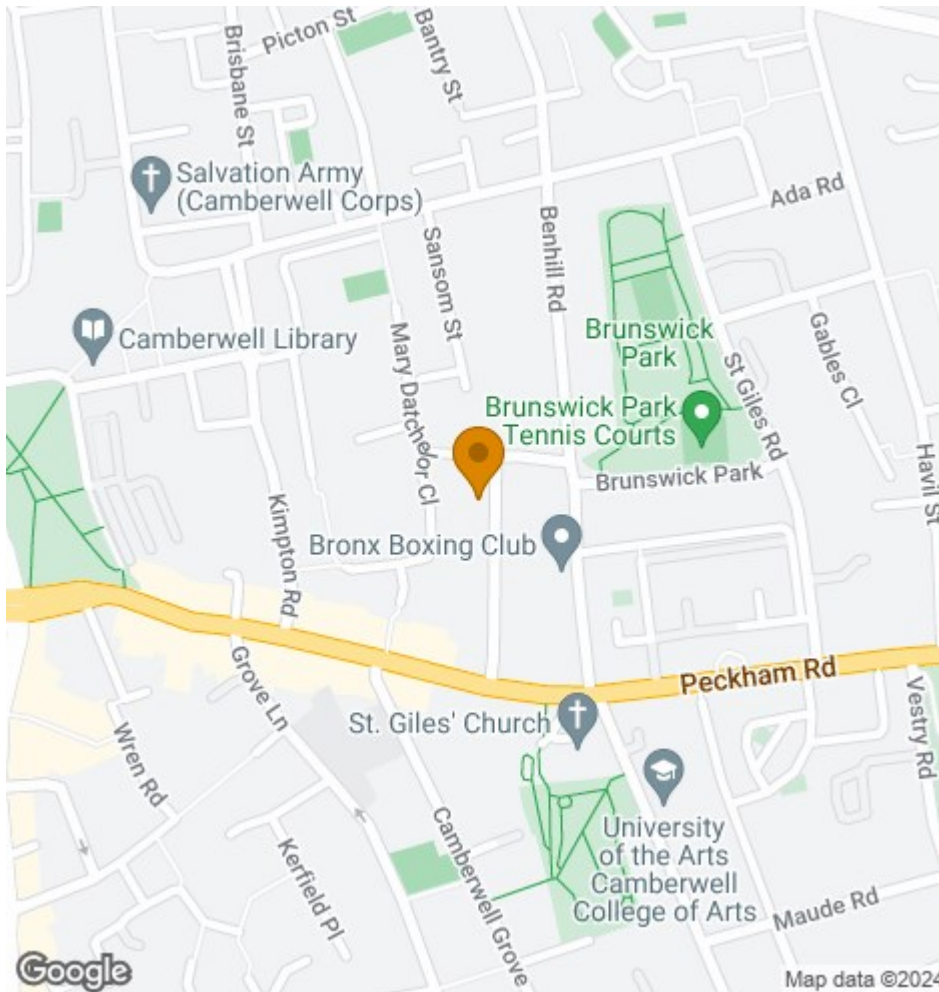 Picton St
Brisbane St
Bantry St
Salvation Army
(Camberwell Corps)
Ada Rd
Sansom St
Benhill Rd
Camberwell Library
Mary Datchelor Cl
Brunswick
Park
Gables Cl
St Giles Rd
Brunswick Park
Tennis Courts
Havil St
Brunswick Park
Kimpton Rd
Bronx Boxing Club
Peckham Rd
Grove Ln
St. Giles' Church
Vestry Rd
Wren Rd
University
of the Arts
Camberwell
College of Arts
Camberwell Grove
Kerfield Pl
Maude Rd
Google
Map data ©2024